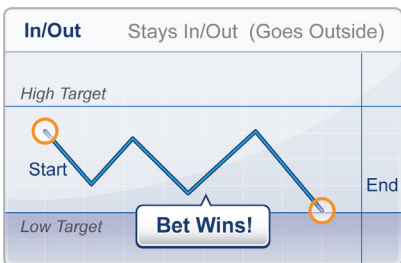 In/Out Stays In/Out (Goes Outside)
High Target
Start
End
Low Target
Bet Wins!